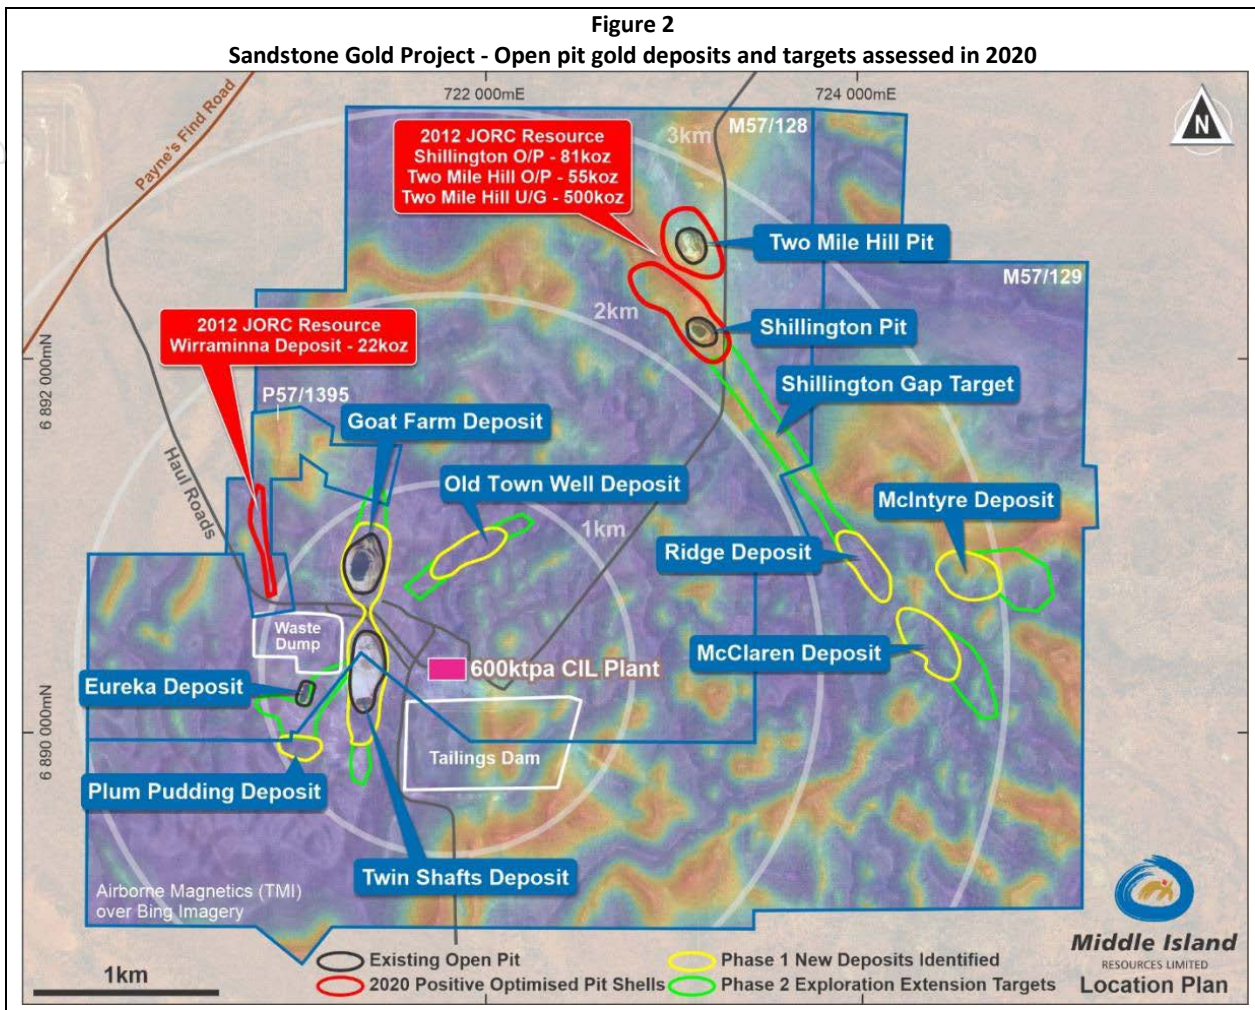 Figure 2
Sandstone Gold Project - Open pit gold deposits and targets assessed in 2020
722 000mE
724 000mE
Payne's Find Road
2012 JORC Resource
Shillington O/P - 81koz
Two Mile Hill O/P - 55koz
Two Mile Hill U/G - 500koz
3km
M57/128
N
Two Mile Hill Pit
M57/129
2km
Shillington Pit
2012 JORC Resource
Wirraminna Deposit - 22koz
6 892 000mN
Shillington Gap Target
P57/1395
Goat Farm Deposit
Haul Roads
Old Town Well Deposit
1km
McIntyre Deposit
Ridge Deposit
Waste
Dump
McClaren Deposit
600ktpa CIL Plant
Eureka Deposit
6 890 000mN
Tailings Dam
Plum Pudding Deposit
Twin Shafts Deposit
Airborne Magnetics (TMI)
over Bing Imagery
1km
Existing Open Pit
2020 Positive Optimised Pit Shells
Phase 1 New Deposits Identified
Phase 2 Exploration Extension Targets
Middle Island
RESOURCES LIMITED
Location Plan